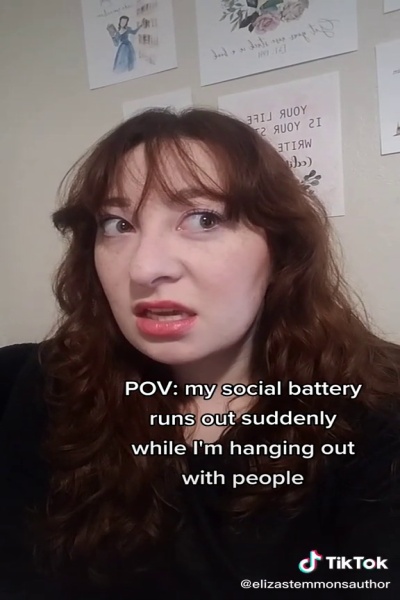 YOUR LIFE
IS YOUR
WRITE
POV: my social battery
runs out suddenly
while I'm hanging out
with people
TikTok
@elizastemmonsauthor